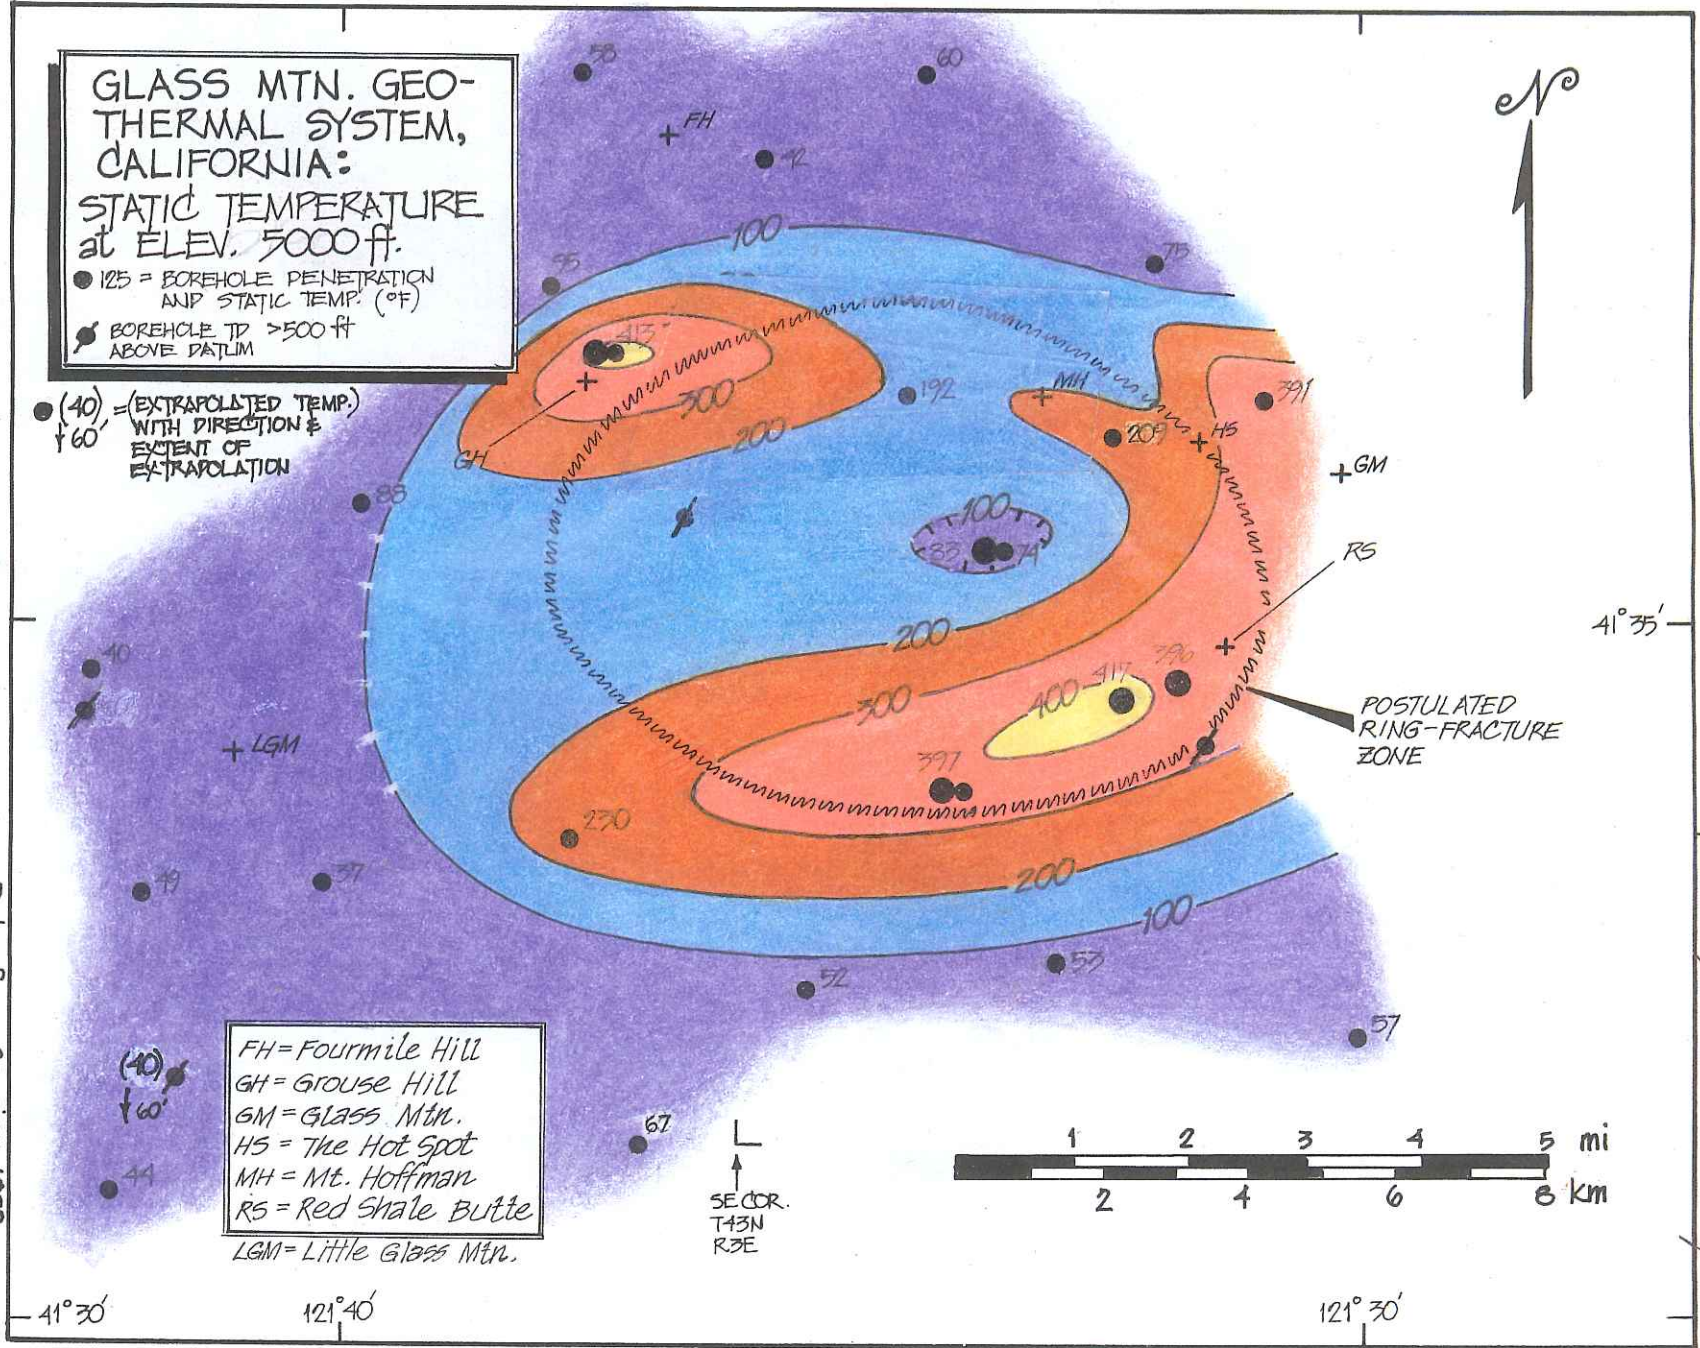 GLASS MTN. GEO-
THERMAL SYSTEM,
CALIFORNIA:
STATIC TEMPERATURE
at ELEV. 5000 ft.
125 = BOREHOLE PENETRATION
AND STATIC TEMP. (°F)
BOREHOLE TD >500 ft
ABOVE DATUM
(40) = (EXTRAPOLATED TEMP.)
60' WITH DIRECTION &
EXTENT OF
EXTRAPOLATION
N
58
60
FH
42
100
75
95
413
300
200
GH
192
MH
391
209
HS
GM
88
100
83
74
RS
41°35'
200
40
LGM
300
400
417
396
397
POSTULATED
RING-FRACTURE
ZONE
230
200
49
37
100
53
52
57
(40)
60'
44
67
FH = Fourmile Hill
GH = Grouse Hill
GM = Glass Mtn.
HS = The Hot Spot
MH = Mt. Hoffman
RS = Red Shale Butte
LGM = Little Glass Mtn.
SE COR.
T43N
R3E
1 2 3 4 5 mi
2 4 6 8 km
41°30'
121°40'
121°30'